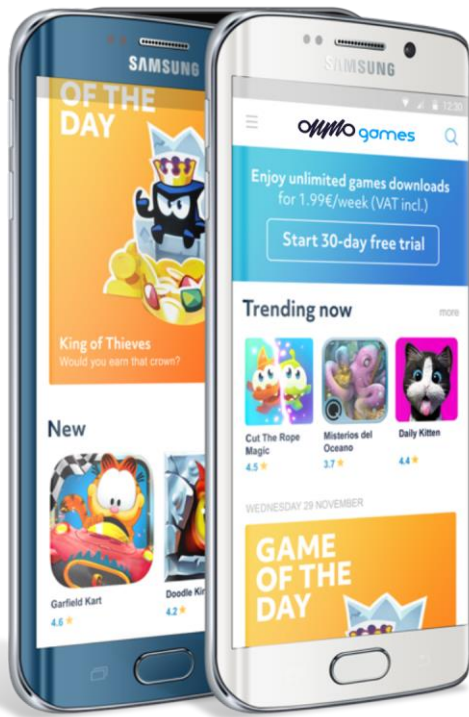 SAMSUNG
OF THE
DAY
King of Thieves
Would you earn that crown?
New
Garfield Kart
4.6
Doodle
4.2
SAMSUNG
12:30
onmo games
Enjoy unlimited games downloads
for 1.99€/week (VAT incl.)
Start 30-day free trial
Trending now
more
Cut The Rope
Magic
4.5
Misterios del
Oceano
3.7
Daily Kitten
4.4
WEDNESDAY 29 NOVEMBER
GAME
OF THE
DAY